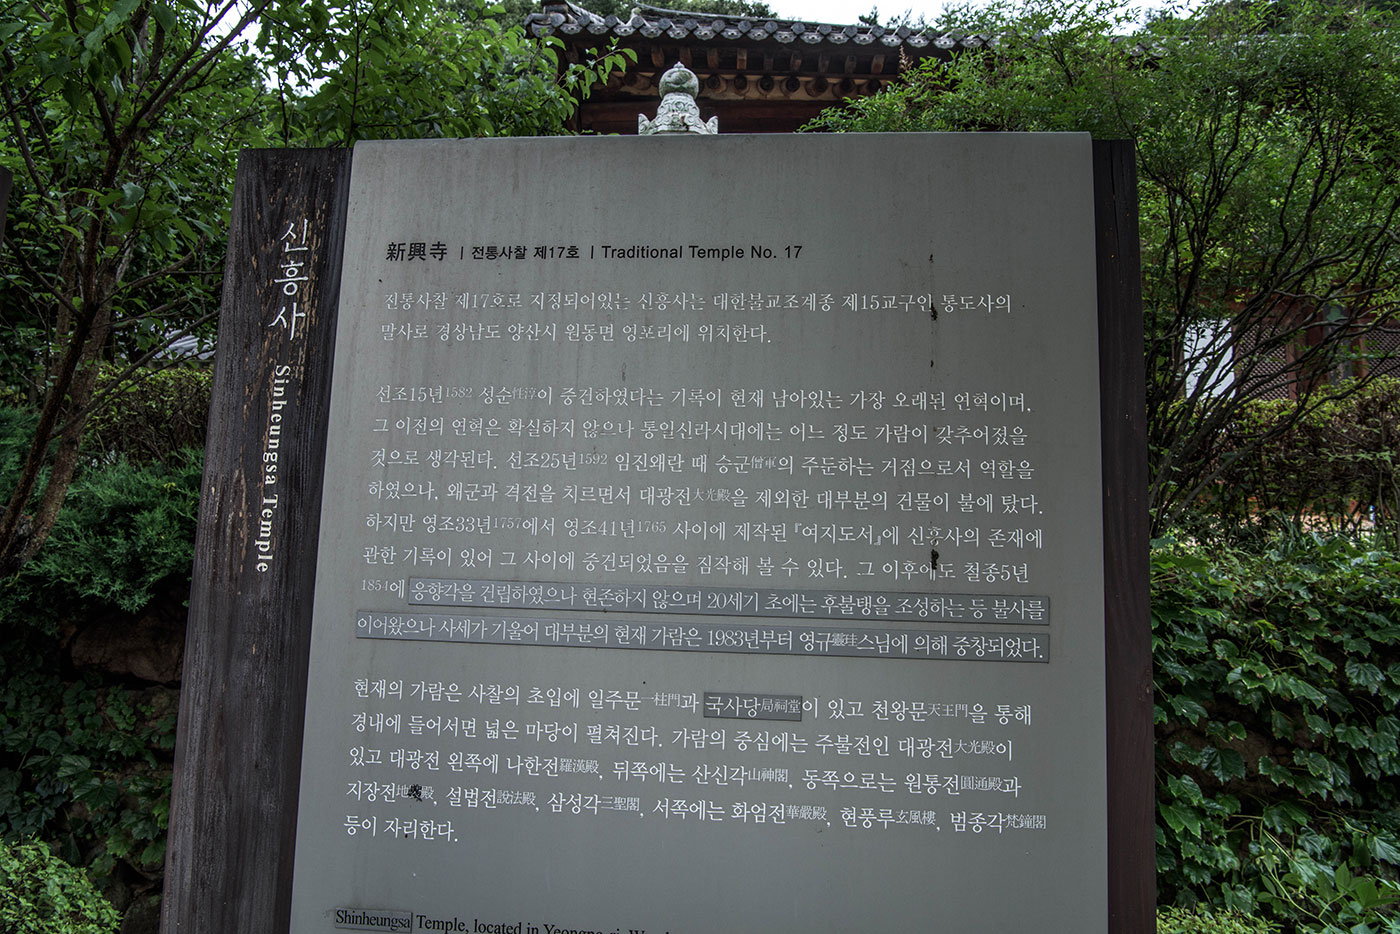 신흥사 Sinheungsa Temple
新興寺 | 전통사찰 제17호 | Traditional Temple No. 17
전통사찰 제17호로 지정되어있는 신흥사는 대한불교조계종 제15교구인 통도사의
말사로 경상남도 양산시 원동면 영포리에 위치한다.
선조15년1582 성순性淳이 중건하였다는 기록이 현재 남아있는 가장 오래된 연혁이며,
그 이전의 연혁은 확실하지 않으나 통일신라시대에는 어느 정도 가람이 갖추어졌을
것으로 생각된다. 선조25년1592 임진왜란 때 승군僧軍의 주둔하는 거점으로서 역할을
하였으나, 왜군과 격전을 치르면서 대광전大光殿을 제외한 대부분의 건물이 불에 탔다.
하지만 영조33년1757에서 영조41년1765 사이에 제작된 『여지도서』에 신흥사의 존재에
관한 기록이 있어 그 사이에 중건되었음을 짐작해 볼 수 있다. 그 이후에도 철종5년
1854에 응향각을 건립하였으나 현존하지 않으며 20세기 초에는 후불탱을 조성하는 등 불사를
이어왔으나 사세가 기울어 대부분의 현재 가람은 1983년부터 영규靈珪스님에 의해 중창되었다.
현재의 가람은 사찰의 초입에 일주문一柱門과 국사당局祠堂이 있고 천왕문天王門을 통해
경내에 들어서면 넓은 마당이 펼쳐진다. 가람의 중심에는 주불전인 대광전大光殿이
있고 대광전 왼쪽에 나한전羅漢殿, 뒤쪽에는 산신각山神閣, 동쪽으로는 원통전圓通殿과
지장전地殿, 설법전說法殿, 삼성각三聖閣, 서쪽에는 화엄전華嚴殿, 현풍루玄風樓, 범종각梵鐘閣
등이 자리한다.
Shinheungsa Temple, located in Yeongpo-ri,